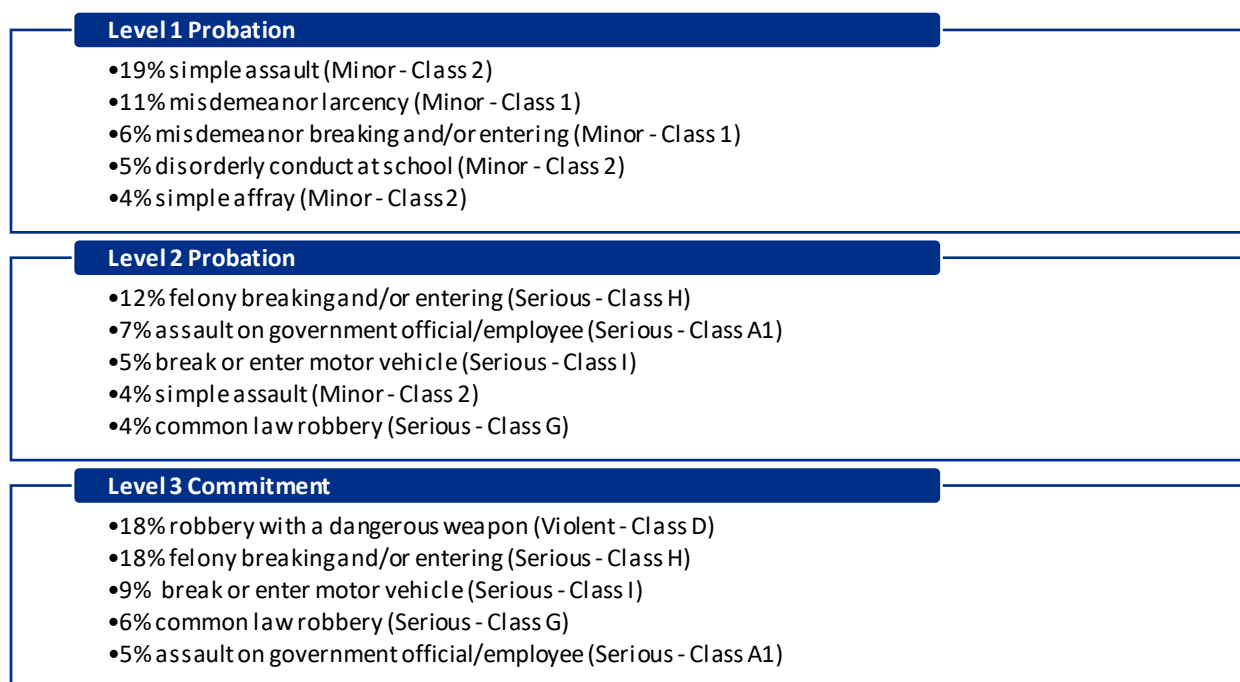 Level 1 Probation
•19% simple assault (Minor - Class 2)
•11% misdemeanor larcency (Minor - Class 1)
•6% misdemeanor breaking and/or entering (Minor - Class 1)
•5% disorderly conduct at school (Minor - Class 2)
•4% simple affray (Minor - Class 2)
Level 2 Probation
•12% felony breaking and/or entering (Serious - Class H)
•7% assault on government official/employee (Serious - Class A1)
•5% break or enter motor vehicle (Serious - Class I)
•4% simple assault (Minor - Class 2)
•4% common law robbery (Serious - Class G)
Level 3 Commitment
•18% robbery with a dangerous weapon (Violent - Class D)
•18% felony breaking and/or entering (Serious - Class H)
•9% break or enter motor vehicle (Serious - Class I)
•6% common law robbery (Serious - Class G)
•5% assault on government official/employee (Serious - Class A1)